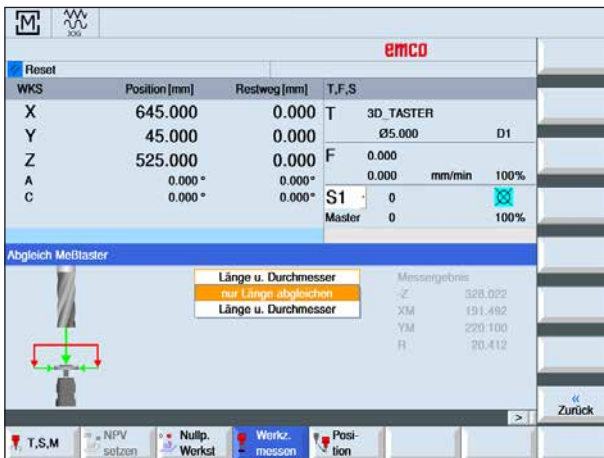 M
JOG
emco
Reset
WKS Position [mm] Restweg [mm] T,F,S
X 645.000 0.000 T 3D_TASTER
Y 45.000 0.000 Ø5.000 D1
Z 525.000 0.000 F 0.000
A 0.000 ° 0.000° 0.000 mm/min 100%
C 0.000 ° 0.000° S1 0
Master 0 100%
Abgleich Meßtaster
Länge u. Durchmesser Messergebnis
nur Länge abgleichen -Z 328.022
Länge u. Durchmesser XM 191.492
YM 220.100
R 20.412
«
Zurück
>
T,S,M NPV setzen Nullp. Werkst Werkz. messen Posi- tion